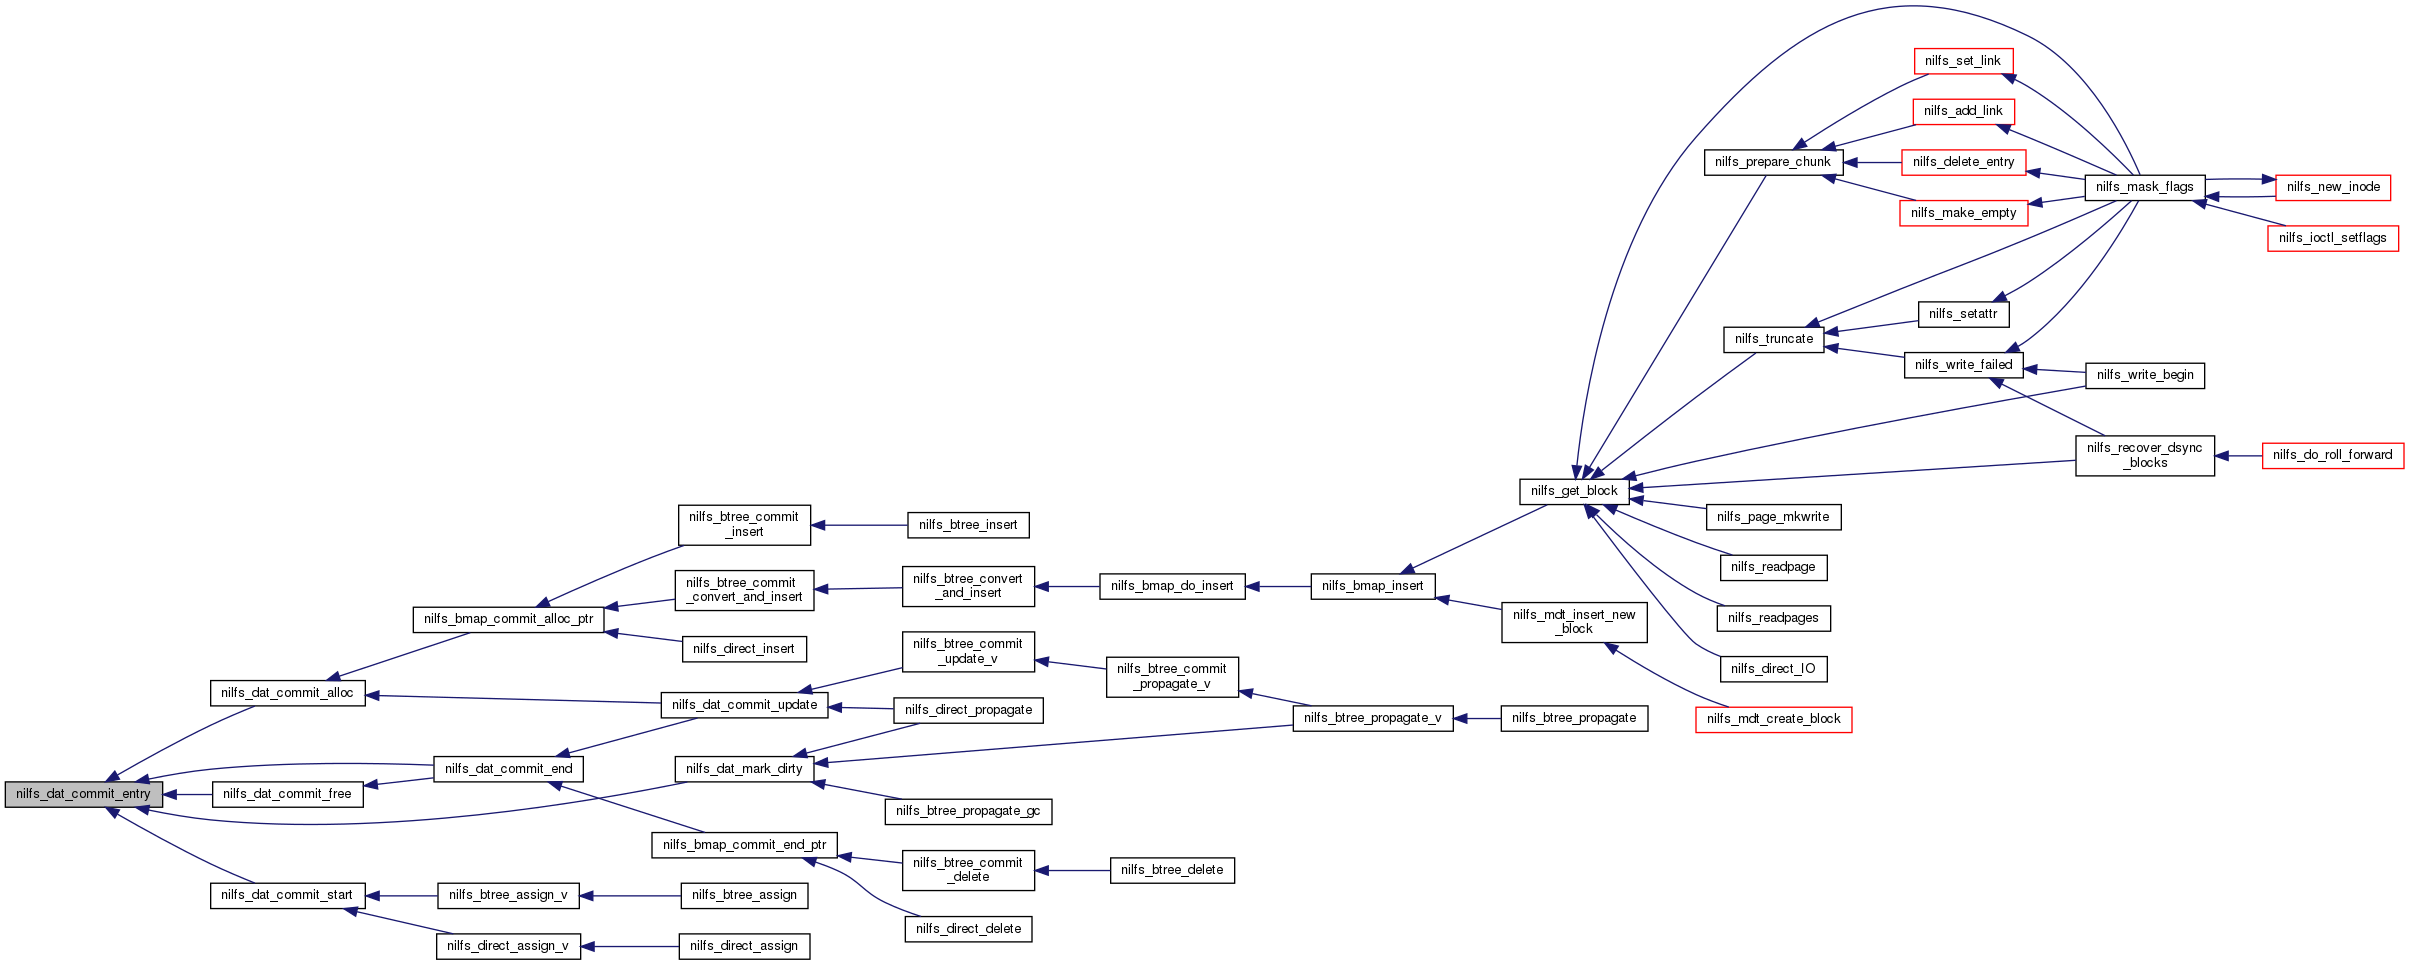 nilfs_set_link
nilfs_add_link
nilfs_prepare_chunk
nilfs_delete_entry
nilfs_mask_flags
nilfs_new_inode
nilfs_make_empty
nilfs_ioctl_setflags
nilfs_setattr
nilfs_truncate
nilfs_write_failed
nilfs_write_begin
nilfs_recover_dsync
_blocks
nilfs_do_roll_forward
nilfs_get_block
nilfs_page_mkwrite
nilfs_btree_commit
_insert
nilfs_btree_insert
nilfs_readpage
nilfs_btree_commit
_convert_and_insert
nilfs_btree_convert
_and_insert
nilfs_bmap_do_insert
nilfs_bmap_insert
nilfs_bmap_commit_alloc_ptr
nilfs_mdt_insert_new
_block
nilfs_readpages
nilfs_direct_insert
nilfs_btree_commit
_update_v
nilfs_btree_commit
_propagate_v
nilfs_direct_IO
nilfs_dat_commit_alloc
nilfs_dat_commit_update
nilfs_direct_propagate
nilfs_btree_propagate_v
nilfs_btree_propagate
nilfs_mdt_create_block
nilfs_dat_commit_end
nilfs_dat_mark_dirty
nilfs_dat_commit_entry
nilfs_dat_commit_free
nilfs_btree_propagate_gc
nilfs_bmap_commit_end_ptr
nilfs_btree_commit
_delete
nilfs_btree_delete
nilfs_dat_commit_start
nilfs_btree_assign_v
nilfs_btree_assign
nilfs_direct_delete
nilfs_direct_assign_v
nilfs_direct_assign